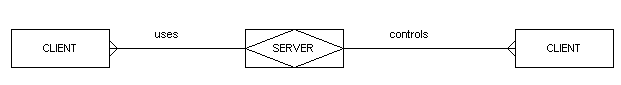 uses
controls
CLIENT
SERVER
CLIENT